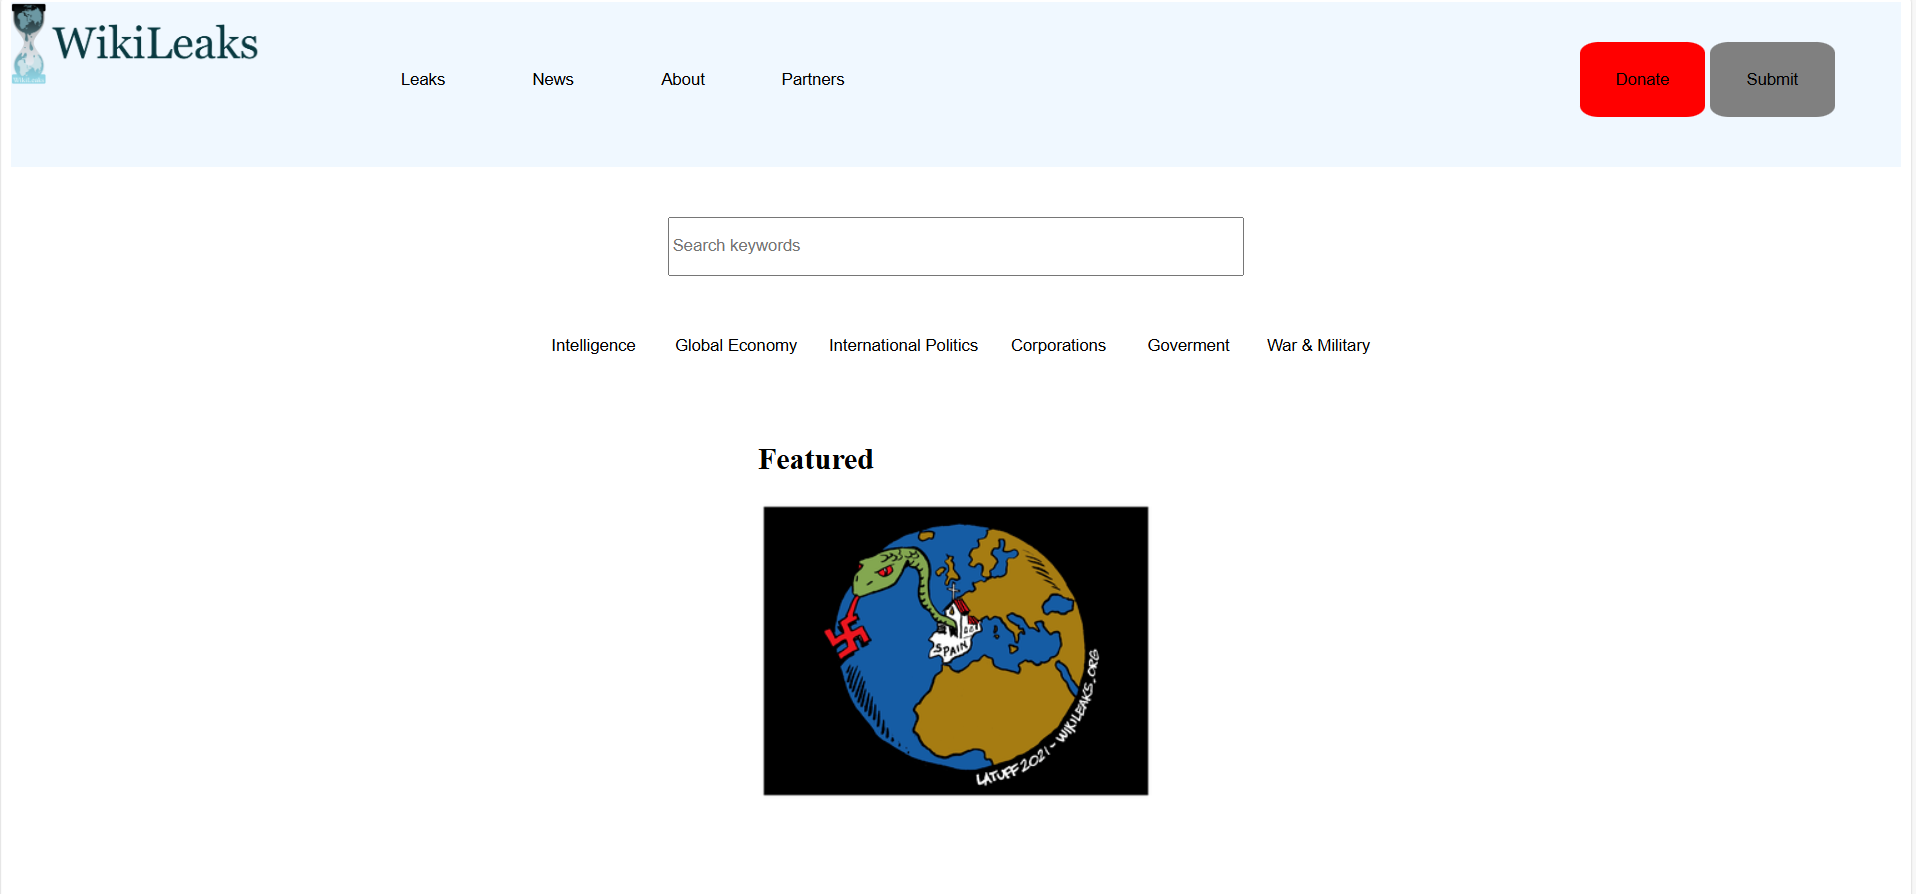 WikiLeaks
WikiLeaks
Leaks News About Partners Donate Submit
Search keywords
Intelligence Global Economy International Politics Corporations Goverment War & Military
Featured
SPAIN
LATUFF 2021 - WIKILEAKS.ORG